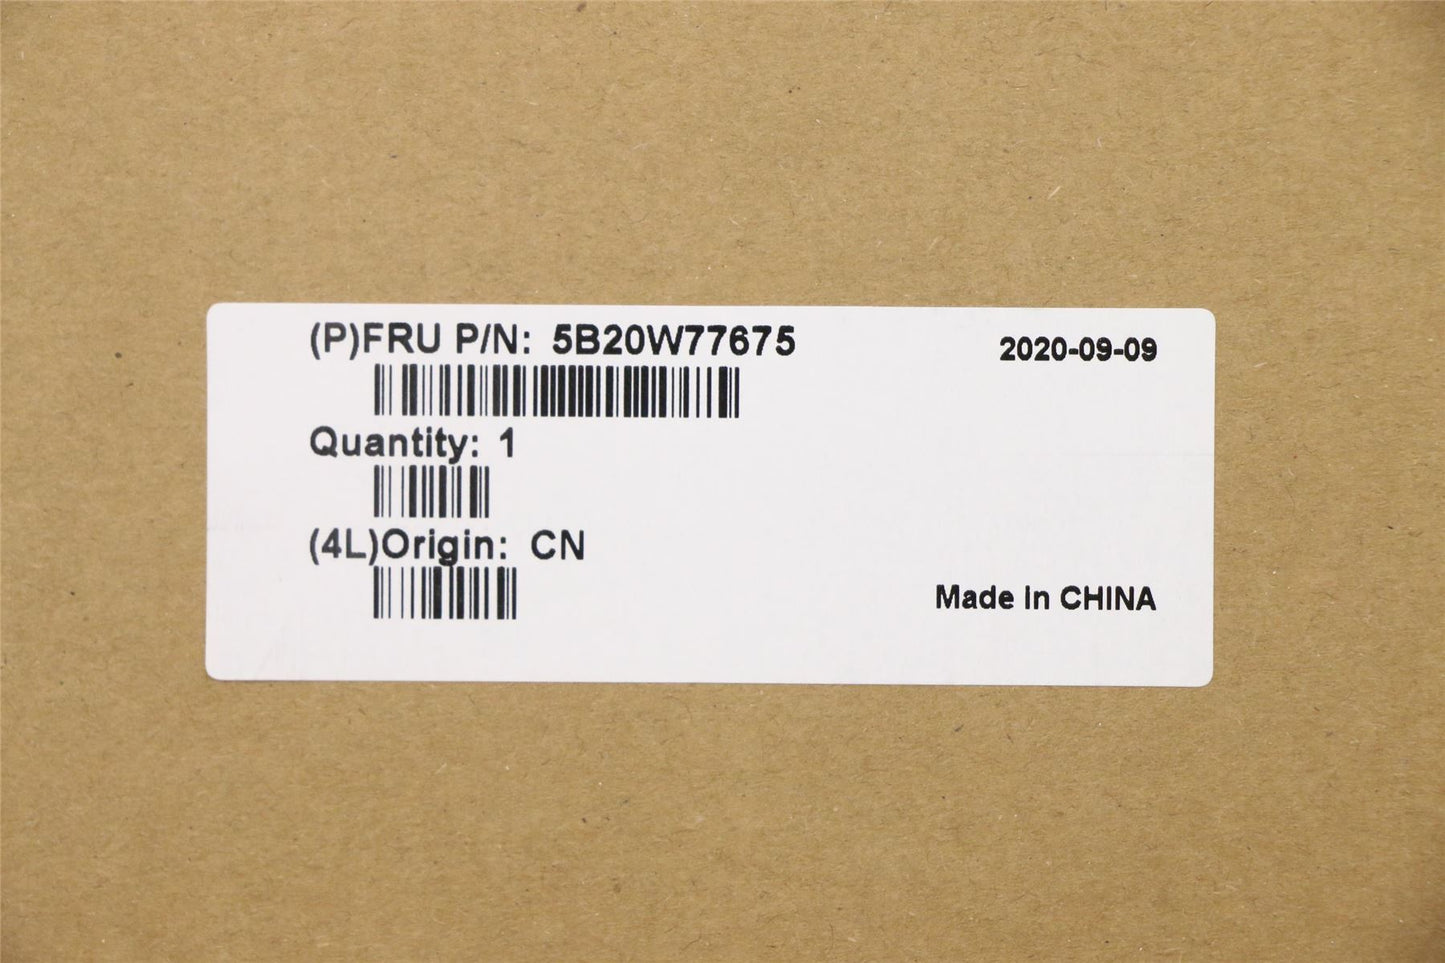 (P)FRU P/N: 5B20W77675
2020-09-09
Quantity: 1
(4L)Origin: CN
Made in CHINA